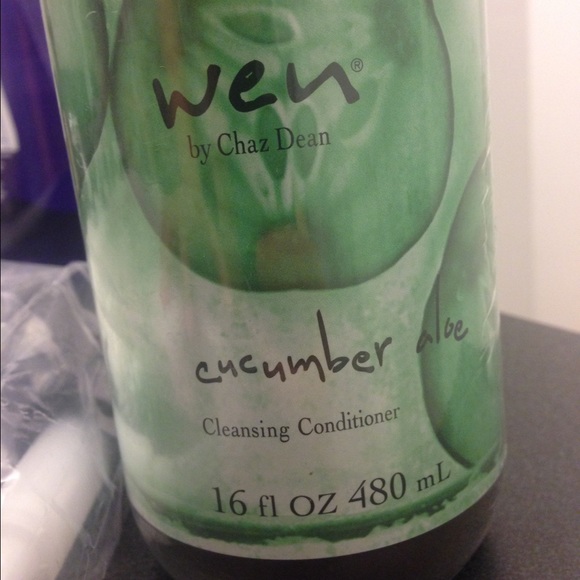 wen®
by Chaz Dean
cucumber aloe
Cleansing Conditioner
16 fl OZ 480 mL